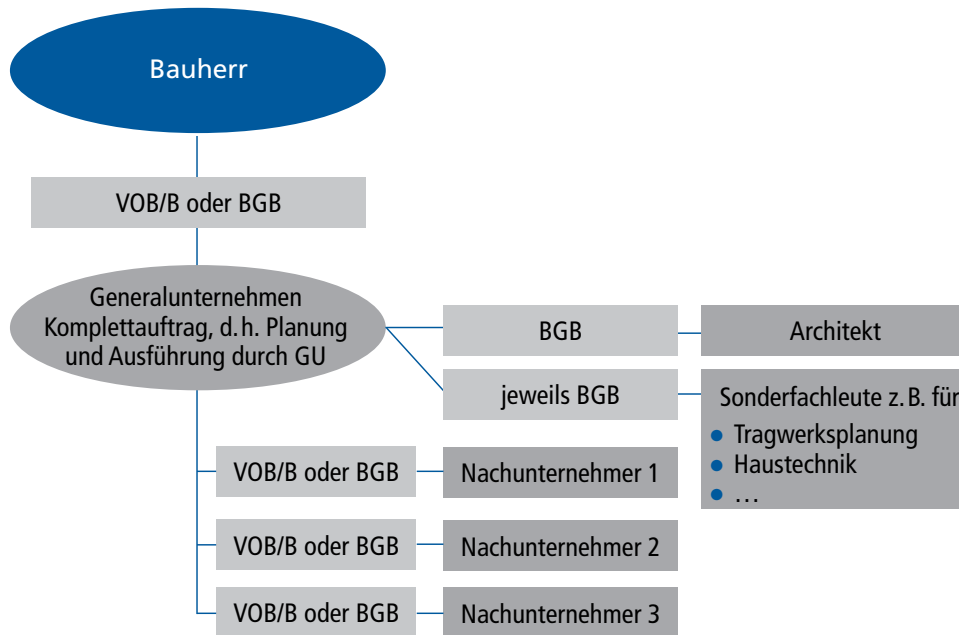 Bauherr
VOB/B oder BGB
Generalunternehmen
Komplettauftrag, d. h. Planung
und Ausführung durch GU
BGB
Architekt
jeweils BGB
Sonderfachleute z. B. für
● Tragwerksplanung
● Haustechnik
● …
VOB/B oder BGB
Nachunternehmer 1
VOB/B oder BGB
Nachunternehmer 2
VOB/B oder BGB
Nachunternehmer 3